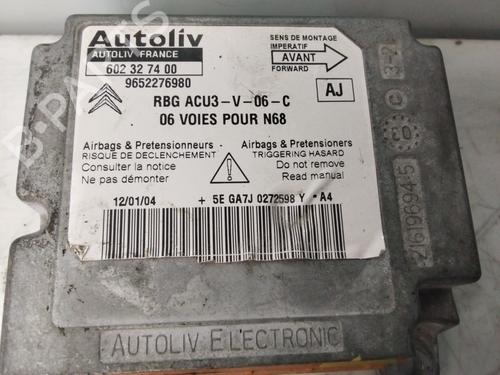 Autoliv
AUTOLIV FRANCE
602 32 74 00
9652276980
SENS DE MONTAGE
IMPERATIF
AVANT
FORWARD
AJ
RBG ACU3-V-06-C
06 VOIES POUR N68
Airbags & Pretensionneurs
RISQUE DE DECLENCHEMENT
Consulter la notice
Ne pas démonter
Airbags & Pretensioners
TRIGGERING HASARD
Do not remove
Read manual
12/01/04 + 5E GA7J 0272598 Y - A4
AUTOLIV ELECTRONIC
21619694-5